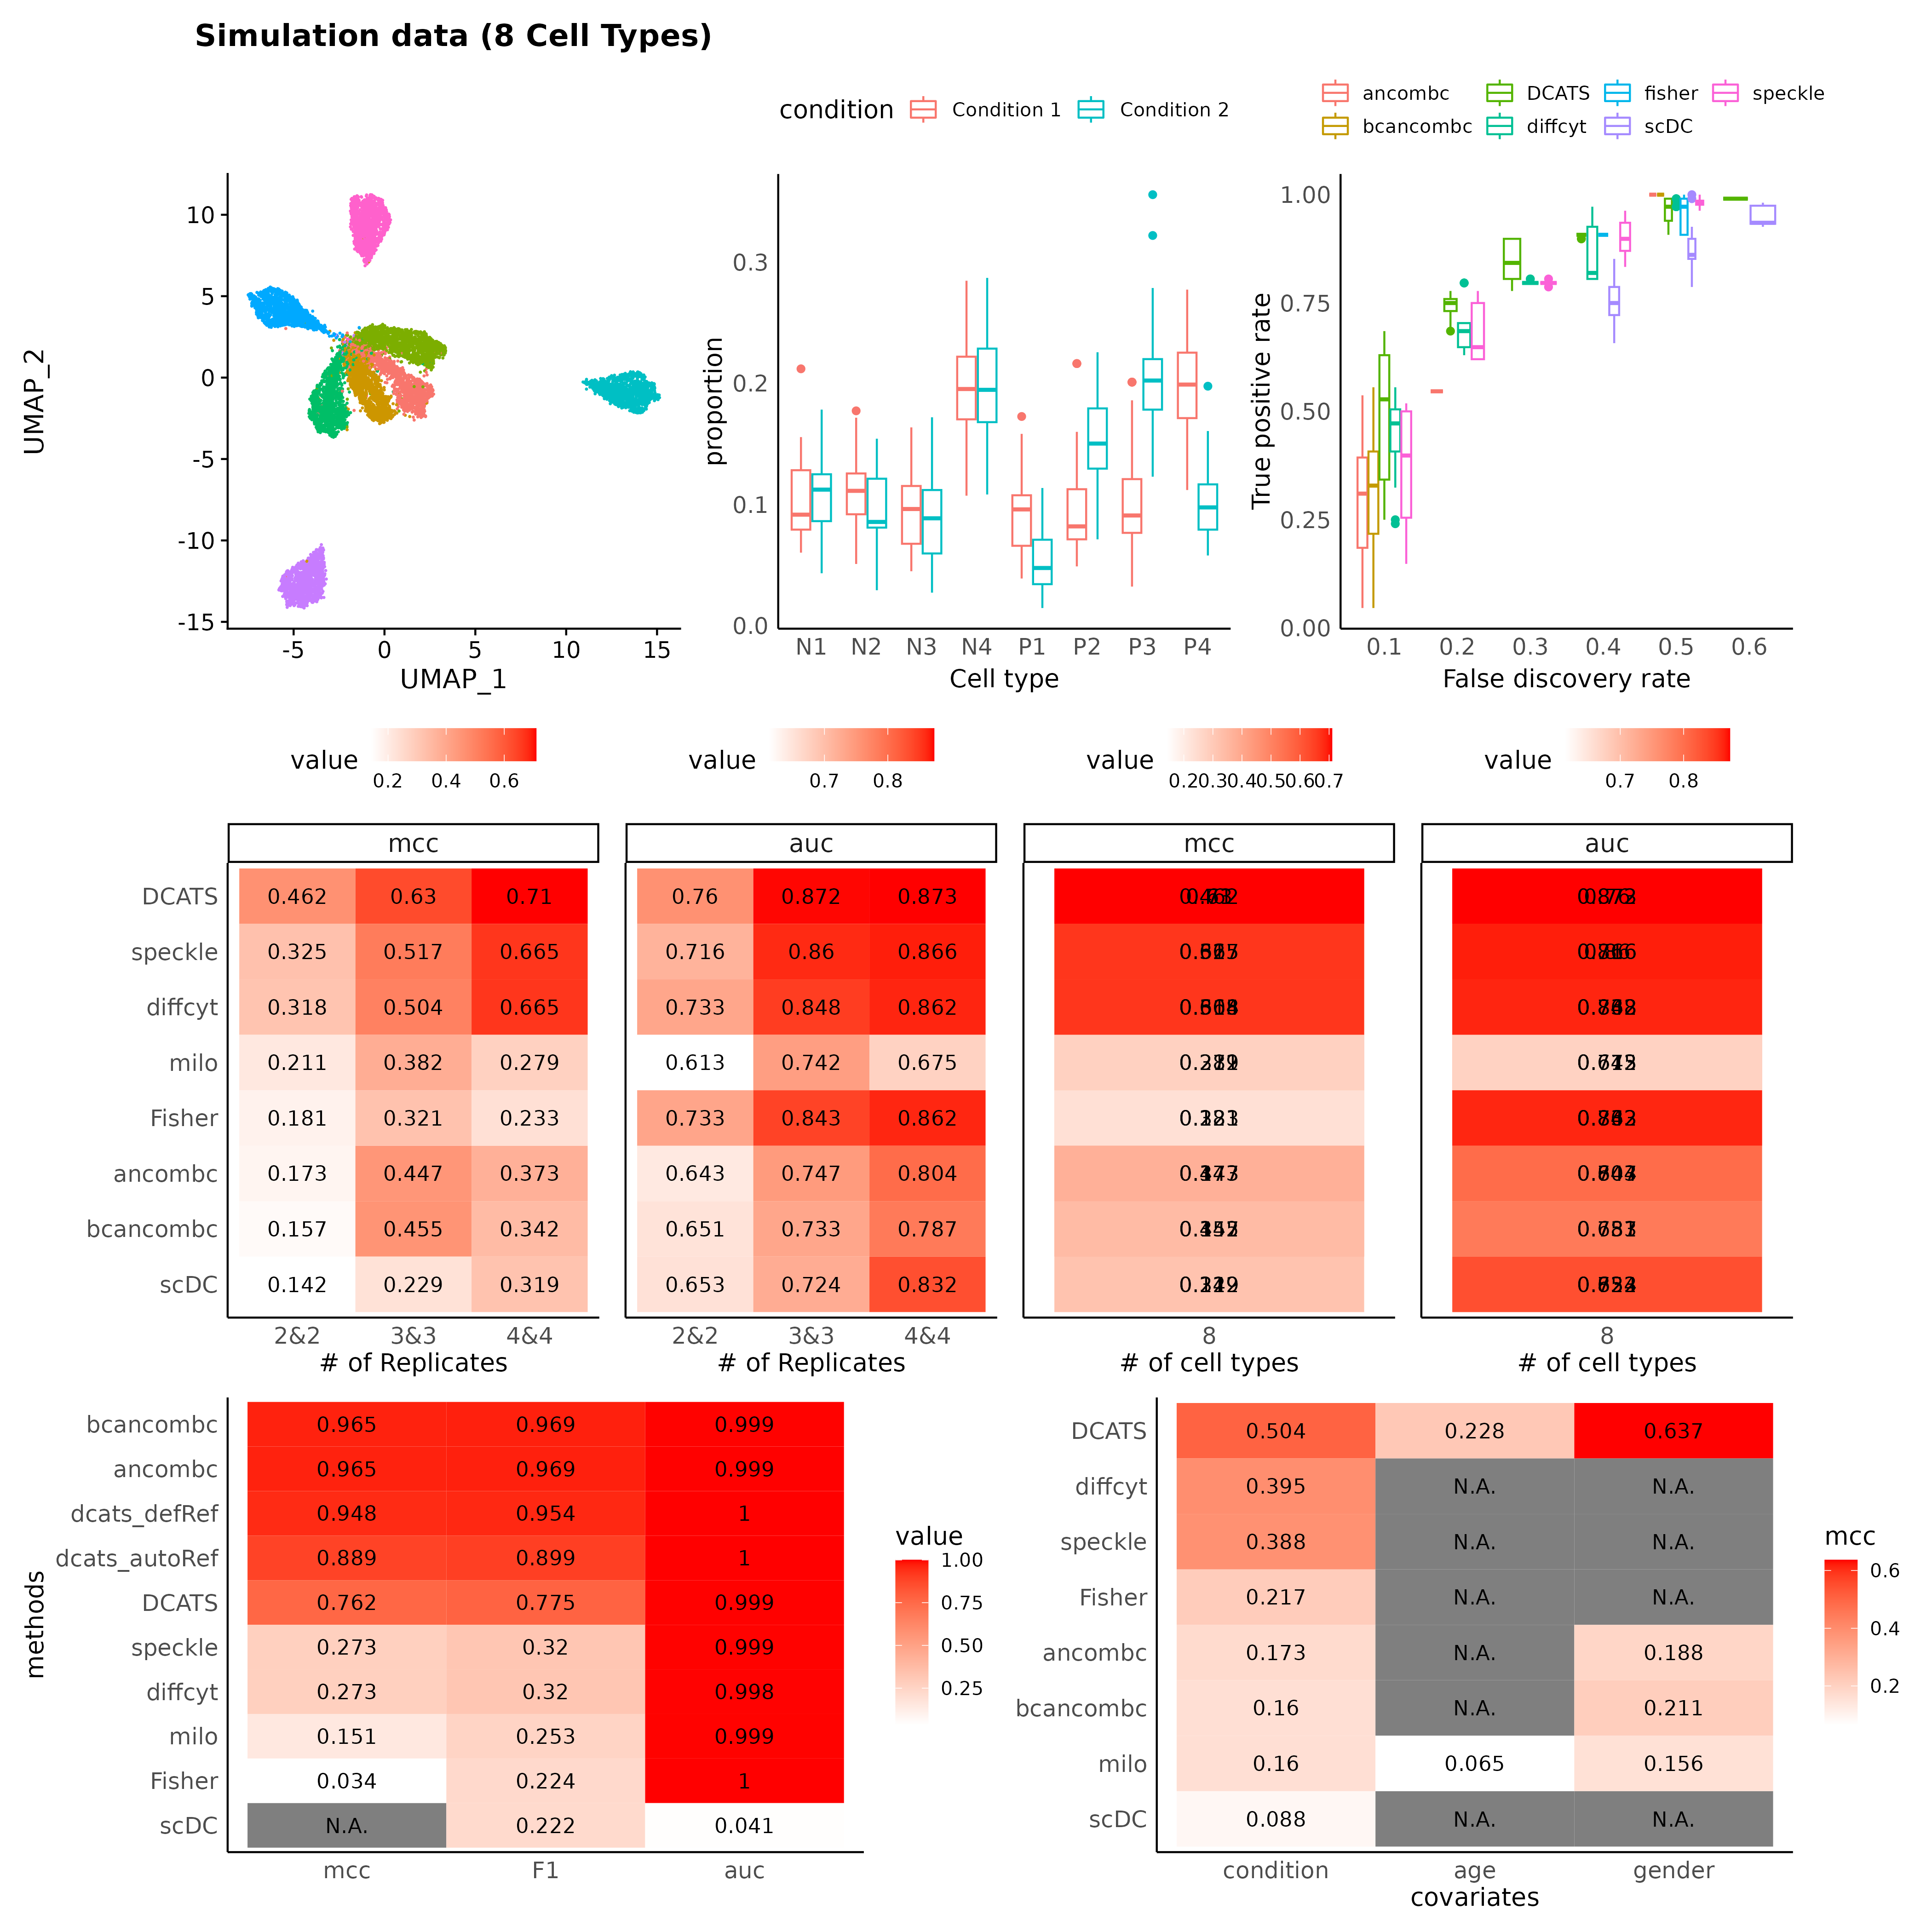 Simulation data (8 Cell Types)
condition Condition 1 Condition 2
ancombc DCATS fisher speckle
bcancombc diffcyt scDC
UMAP_2
10
5
0
-5
-10
-15
-5 0 5 10 15
UMAP_1
proportion
0.3
0.2
0.1
0.0
N1 N2 N3 N4 P1 P2 P3 P4
Cell type
True positive rate
1.00
0.75
0.50
0.25
0.00
0.1 0.2 0.3 0.4 0.5 0.6
False discovery rate
value 0.2 0.4 0.6
value 0.7 0.8
value 0.2 0.3 0.4 0.5 0.6 0.7
value 0.7 0.8
mcc auc mcc auc
DCATS 0.462 0.63 0.71 0.76 0.872 0.873
speckle 0.325 0.517 0.665 0.716 0.86 0.866
diffcyt 0.318 0.504 0.665 0.733 0.848 0.862
milo 0.211 0.382 0.279 0.613 0.742 0.675
Fisher 0.181 0.321 0.233 0.733 0.843 0.862
ancombc 0.173 0.447 0.373 0.643 0.747 0.804
bcancombc 0.157 0.455 0.342 0.651 0.733 0.787
scDC 0.142 0.229 0.319 0.653 0.724 0.832
2&2 3&3 4&4 2&2 3&3 4&4 8 8
# of Replicates # of Replicates # of cell types # of cell types
methods
bcancombc 0.965 0.969 0.999
ancombc 0.965 0.969 0.999
dcats_defRef 0.948 0.954 1
dcats_autoRef 0.889 0.899 1
DCATS 0.762 0.775 0.999
speckle 0.273 0.32 0.999
diffcyt 0.273 0.32 0.998
milo 0.151 0.253 0.999
Fisher 0.034 0.224 1
scDC N.A. 0.222 0.041
mcc F1 auc
value
1.00
0.75
0.50
0.25
DCATS 0.504 0.228 0.637
diffcyt 0.395 N.A. N.A.
speckle 0.388 N.A. N.A.
Fisher 0.217 N.A. N.A.
ancombc 0.173 N.A. 0.188
bcancombc 0.16 N.A. 0.211
milo 0.16 0.065 0.156
scDC 0.088 N.A. N.A.
condition age gender
covariates
mcc
0.6
0.4
0.2